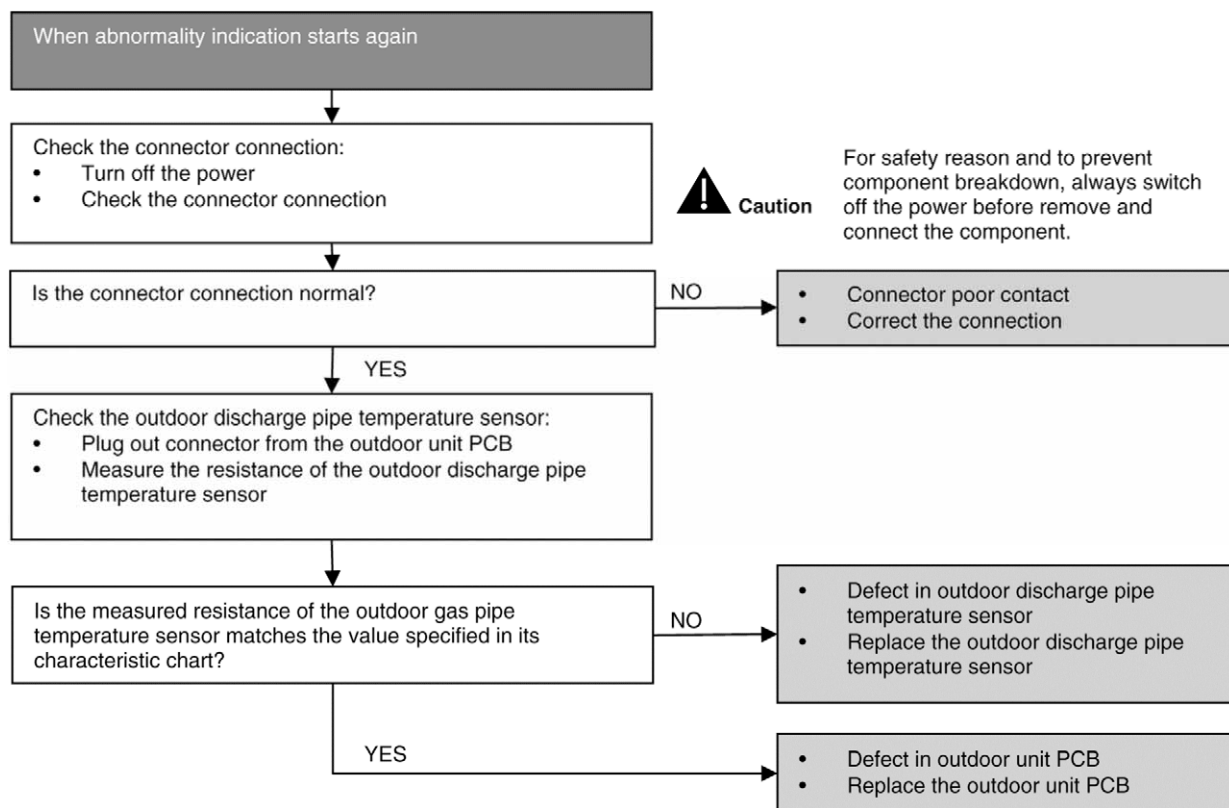 When abnormality indication starts again
Check the connector connection:
• Turn off the power
• Check the connector connection
Caution
For safety reason and to prevent
component breakdown, always switch
off the power before remove and
connect the component.
Is the connector connection normal?
NO
• Connector poor contact
• Correct the connection
YES
Check the outdoor discharge pipe temperature sensor:
• Plug out connector from the outdoor unit PCB
• Measure the resistance of the outdoor discharge pipe
temperature sensor
Is the measured resistance of the outdoor gas pipe
temperature sensor matches the value specified in its
characteristic chart?
NO
• Defect in outdoor discharge pipe
temperature sensor
• Replace the outdoor discharge pipe
temperature sensor
YES
• Defect in outdoor unit PCB
• Replace the outdoor unit PCB